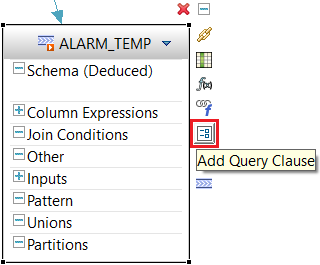 ALARM_TEMP
Schema (Deduced)
Column Expressions
Join Conditions
Other
Inputs
Pattern
Unions
Partitions
f(x)
f
Add Query Clause